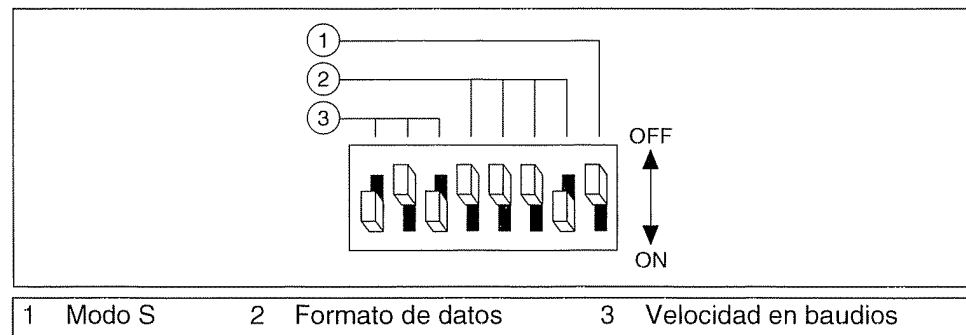 1
2
3
OFF
ON
1 Modo S 2 Formato de datos 3 Velocidad en baudios